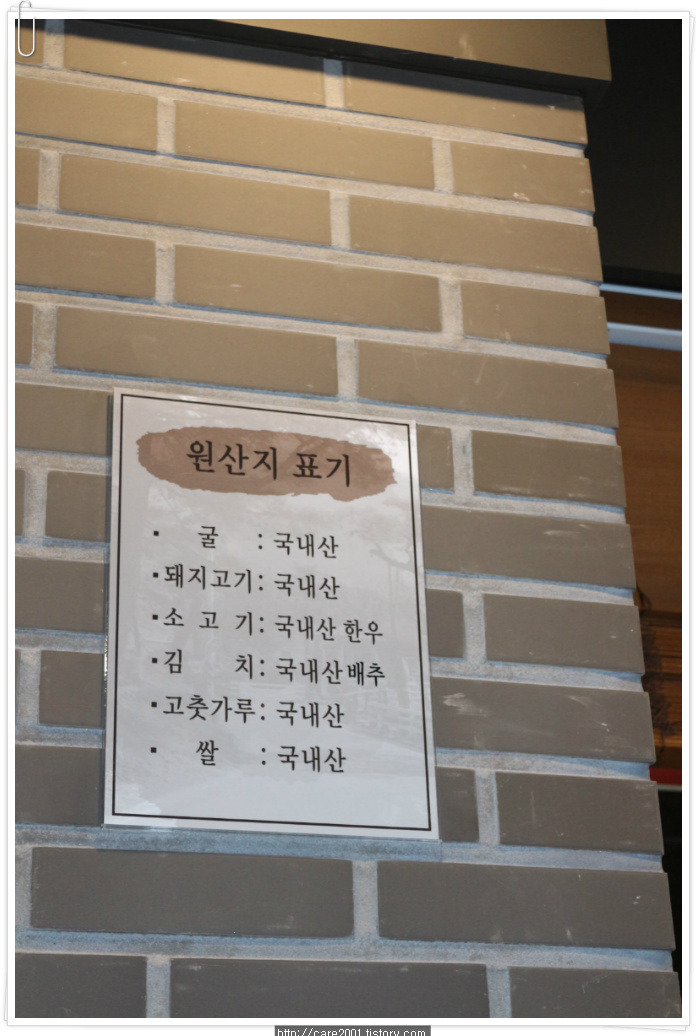 원산지 표기
▪ 굴 : 국내산
▪ 돼지고기 : 국내산
▪ 소 고 기 : 국내산 한우
▪ 김 치 : 국내산 배추
▪ 고춧가루 : 국내산
▪ 쌀 : 국내산
http://care2001.tistory.com